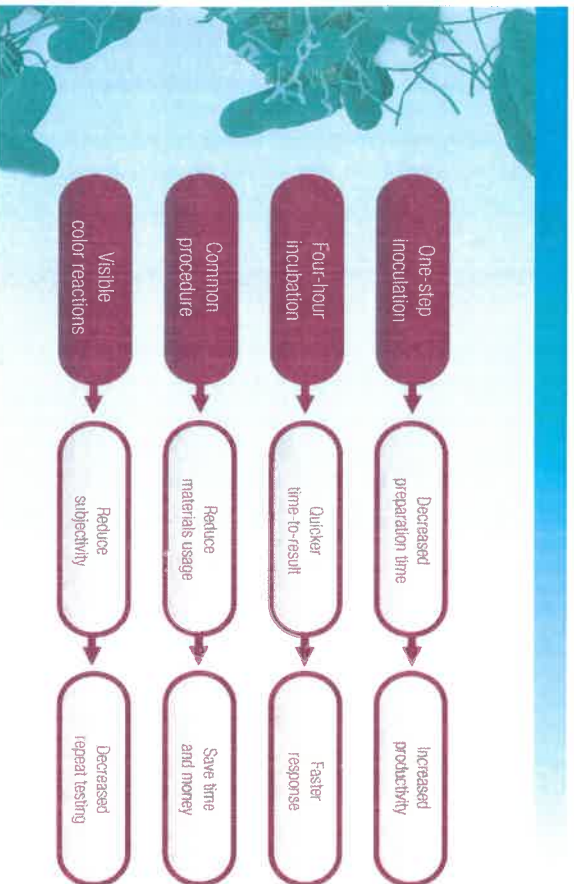 One-step
inoculation
Decreased
preparation time
Increased
productivity
Four-hour
incubation
Quicker
time-to-result
Faster
response
Common
procedure
Reduce
materials usage
Save time
and money
Visible
color reactions
Reduce
subjectivity
Decreased
repeat testing